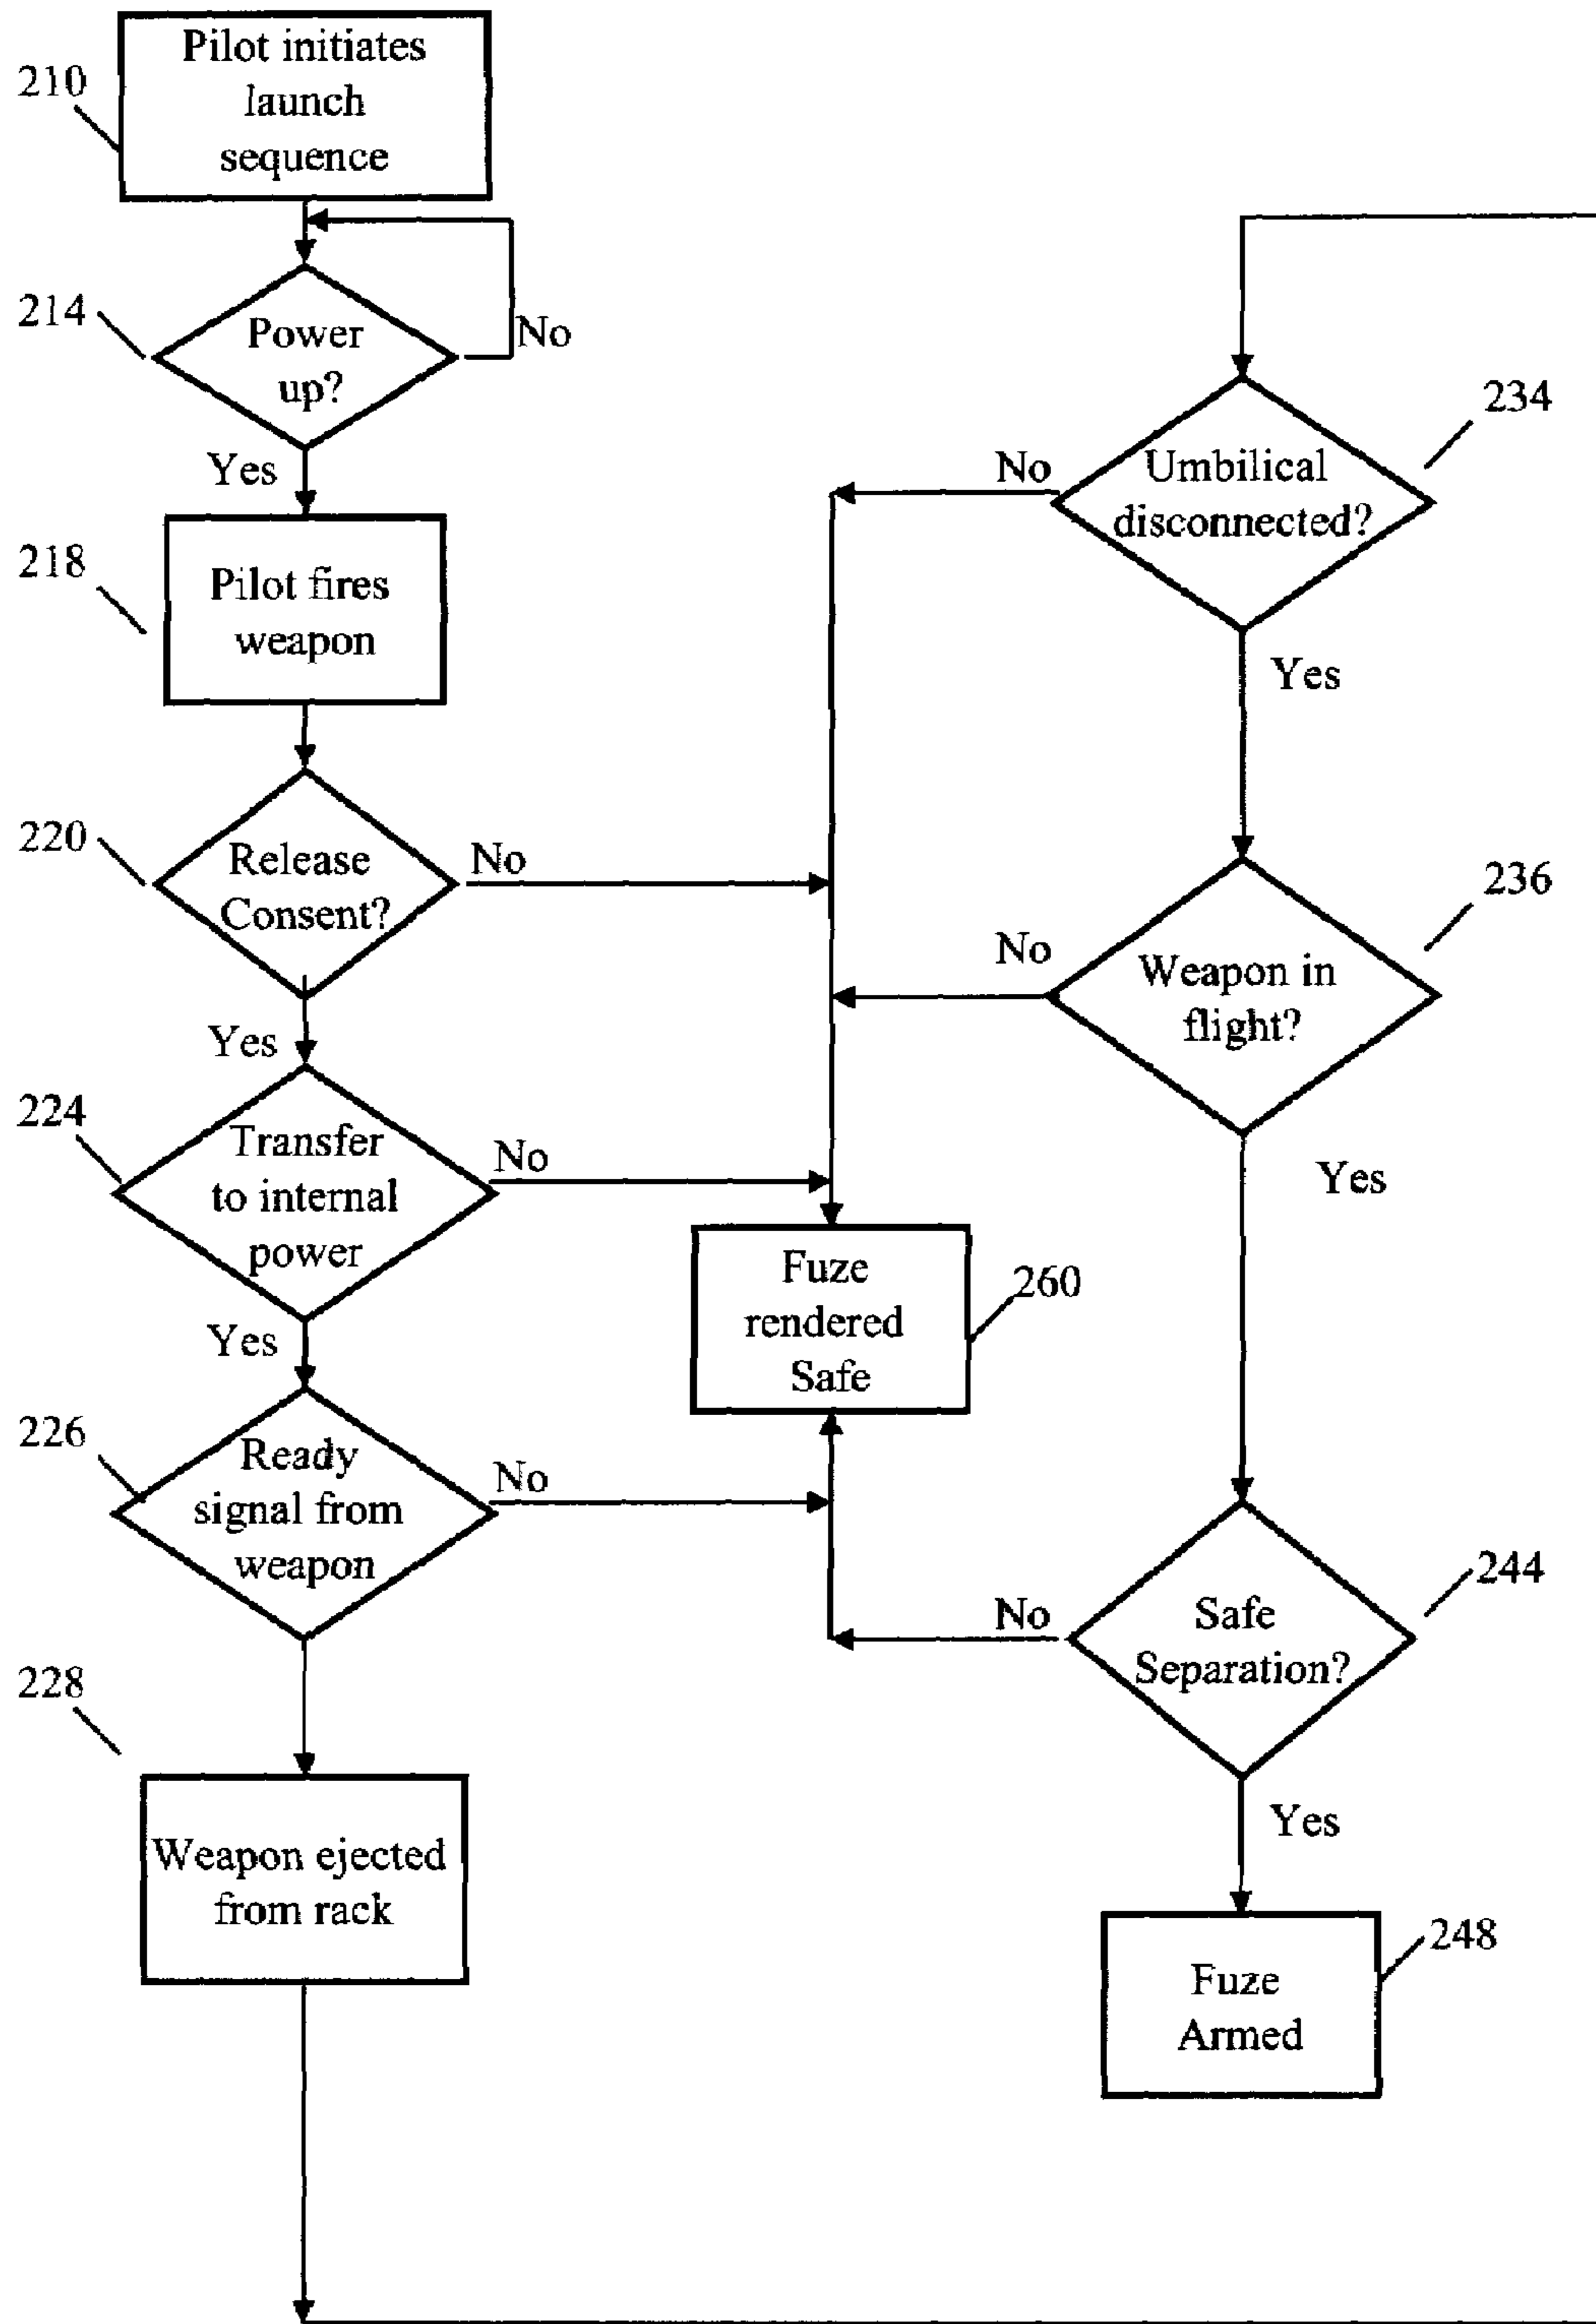 210
Pilot initiates
launch
sequence
214
Power
up?
No
Yes
218
Pilot fires
weapon
220
Release
Consent?
No
Yes
224
Transfer
to internal
power
No
Yes
226
Ready
signal from
weapon
No
228
Weapon ejected
from rack
234
Umbilical
disconnected?
No
Yes
236
Weapon in
flight?
No
Yes
Fuze
rendered
Safe
260
244
Safe
Separation?
No
Yes
248
Fuze
Armed